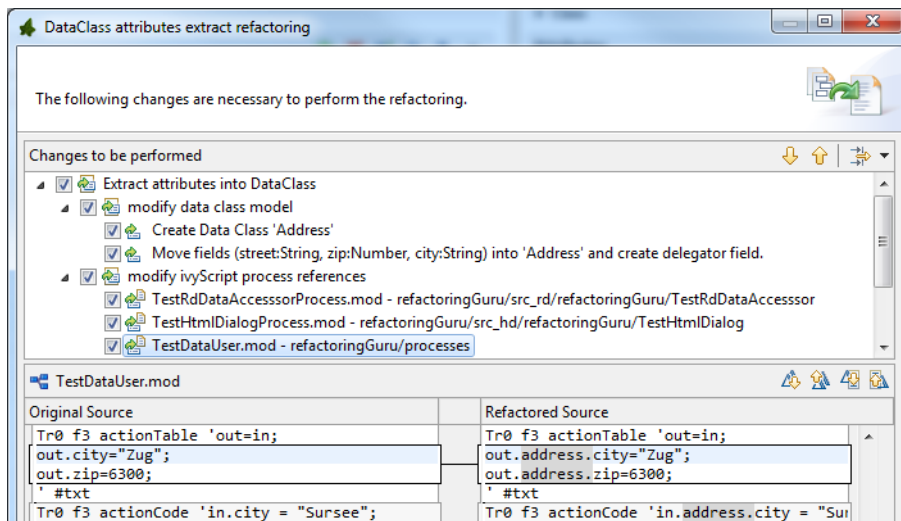 DataClass attributes extract refactoring
The following changes are necessary to perform the refactoring.
Changes to be performed
Extract attributes into DataClass
modify data class model
Create Data Class 'Address'
Move fields (street:String, zip:Number, city:String) into 'Address' and create delegator field.
modify ivyScript process references
TestRdDataAccesssorProcess.mod - refactoringGuru/src_rd/refactoringGuru/TestRdDataAccesssor
TestHtmlDialogProcess.mod - refactoringGuru/src_hd/refactoringGuru/TestHtmlDialog
TestDataUser.mod - refactoringGuru/processes
TestDataUser.mod
Original Source Refactored Source
Tr0 f3 actionTable 'out=in; Tr0 f3 actionTable 'out=in;
out.city="Zug"; out.address.city="Zug";
out.zip=6300; out.address.zip=6300;
' #txt ' #txt
Tr0 f3 actionCode 'in.city = "Sursee"; Tr0 f3 actionCode 'in.address.city = "Sur